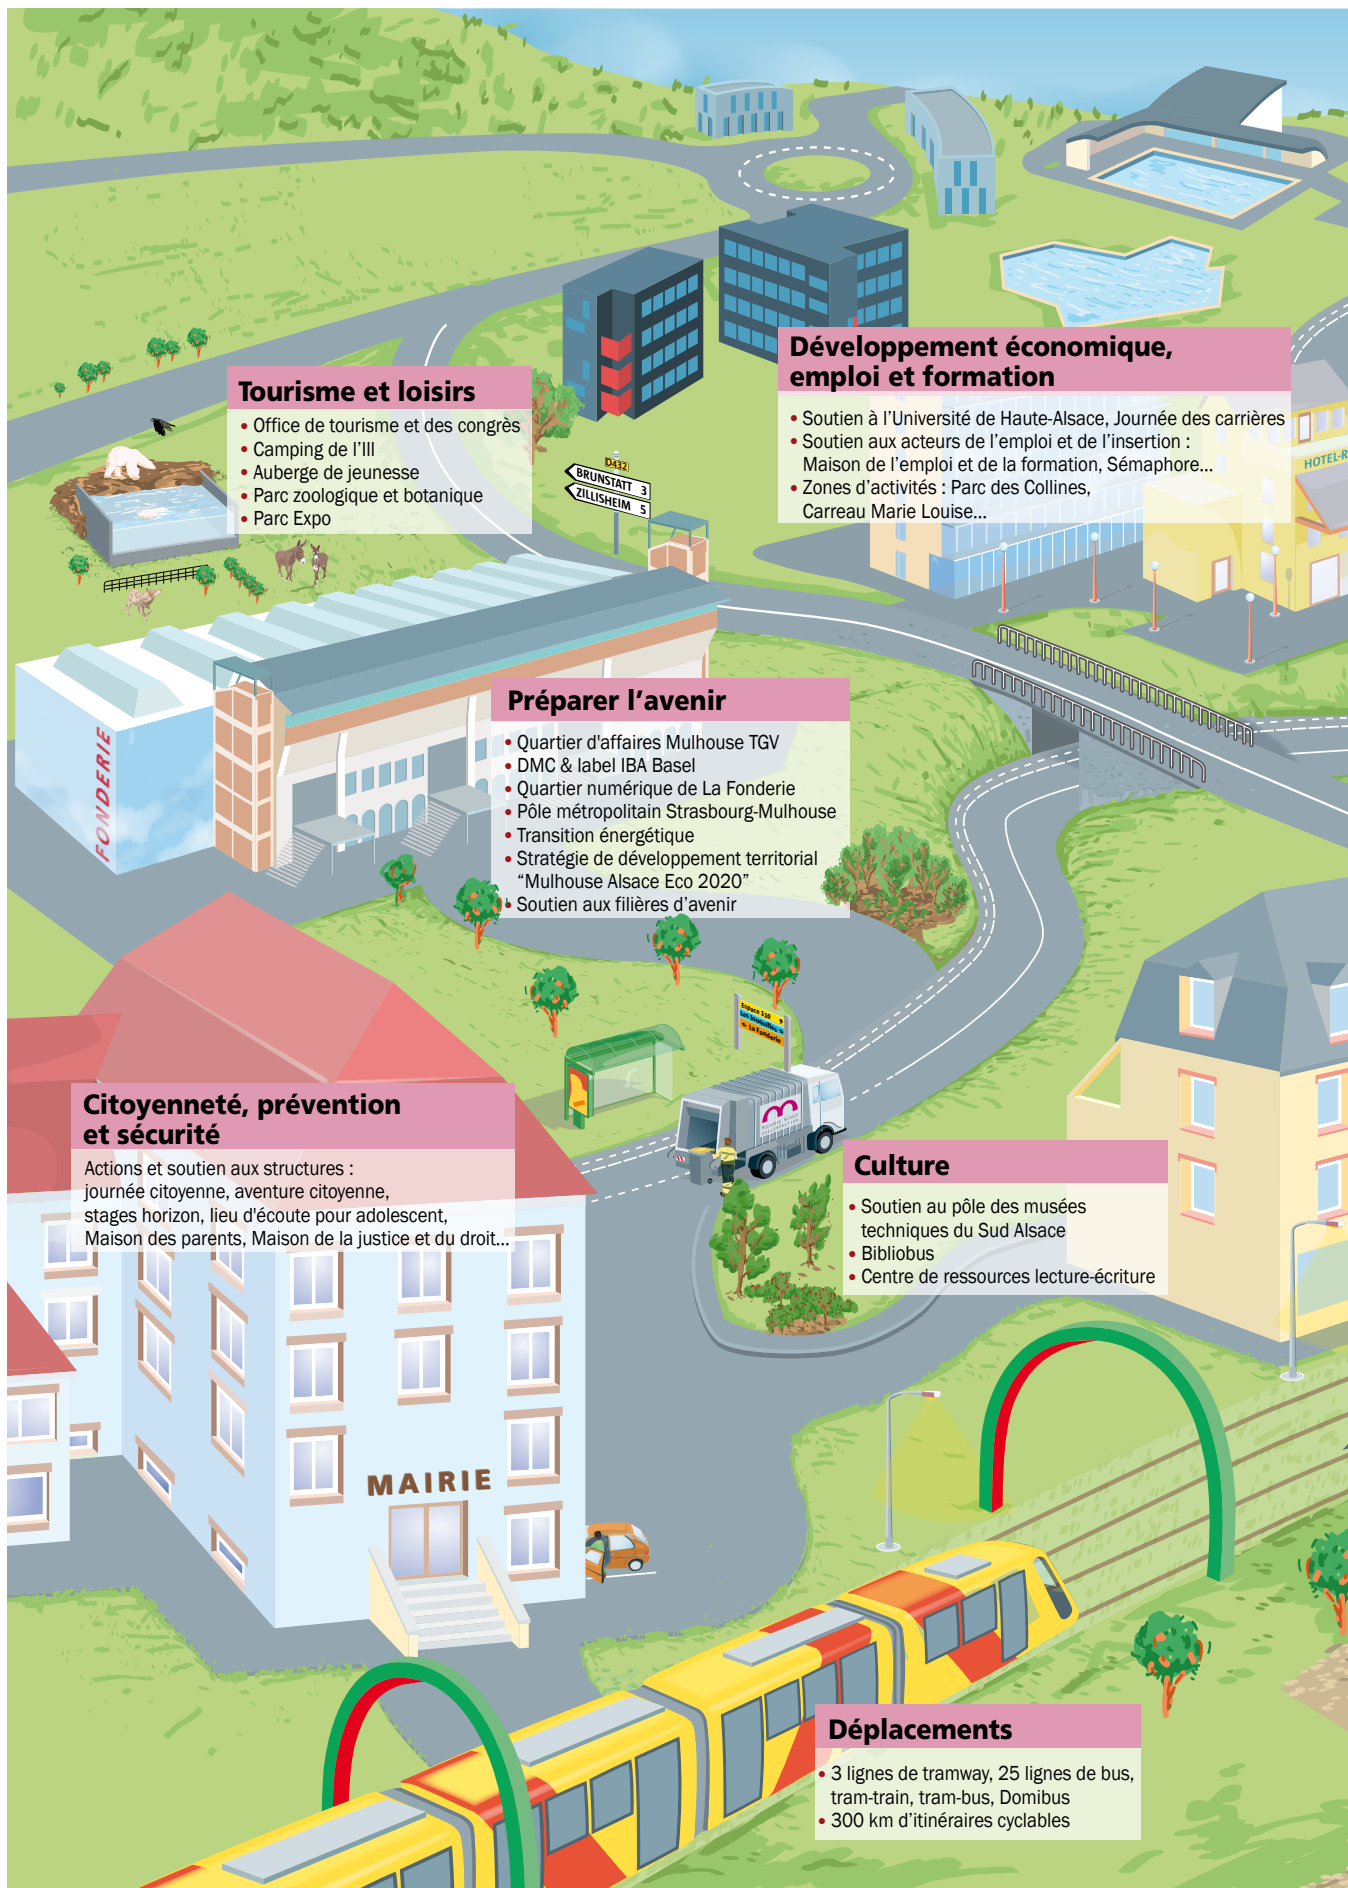 Développement économique,
emploi et formation
• Soutien à l'Université de Haute-Alsace, Journée des carrières
• Soutien aux acteurs de l'emploi et de l'insertion :
Maison de l'emploi et de la formation, Sémaphore...
• Zones d'activités : Parc des Collines,
Carreau Marie Louise...
HOTEL-R
Tourisme et loisirs
• Office de tourisme et des congrès
• Camping de l'Ill
• Auberge de jeunesse
• Parc zoologique et botanique
• Parc Expo
D432
BRUNSTATT 3
ZILLISHEIM 5
FONDERIE
Préparer l'avenir
• Quartier d'affaires Mulhouse TGV
• DMC & label IBA Basel
• Quartier numérique de La Fonderie
• Pôle métropolitain Strasbourg-Mulhouse
• Transition énergétique
• Stratégie de développement territorial
“Mulhouse Alsace Eco 2020”
• Soutien aux filières d'avenir
Espace 110
Les Jonquilles →
← La Fonderie
Citoyenneté, prévention
et sécurité
Actions et soutien aux structures :
journée citoyenne, aventure citoyenne,
stages horizon, lieu d'écoute pour adolescent,
Maison des parents, Maison de la justice et du droit...
Culture
• Soutien au pôle des musées
techniques du Sud Alsace
• Bibliobus
• Centre de ressources lecture-écriture
MAIRIE
Déplacements
• 3 lignes de tramway, 25 lignes de bus,
tram-train, tram-bus, Domibus
• 300 km d'itinéraires cyclables